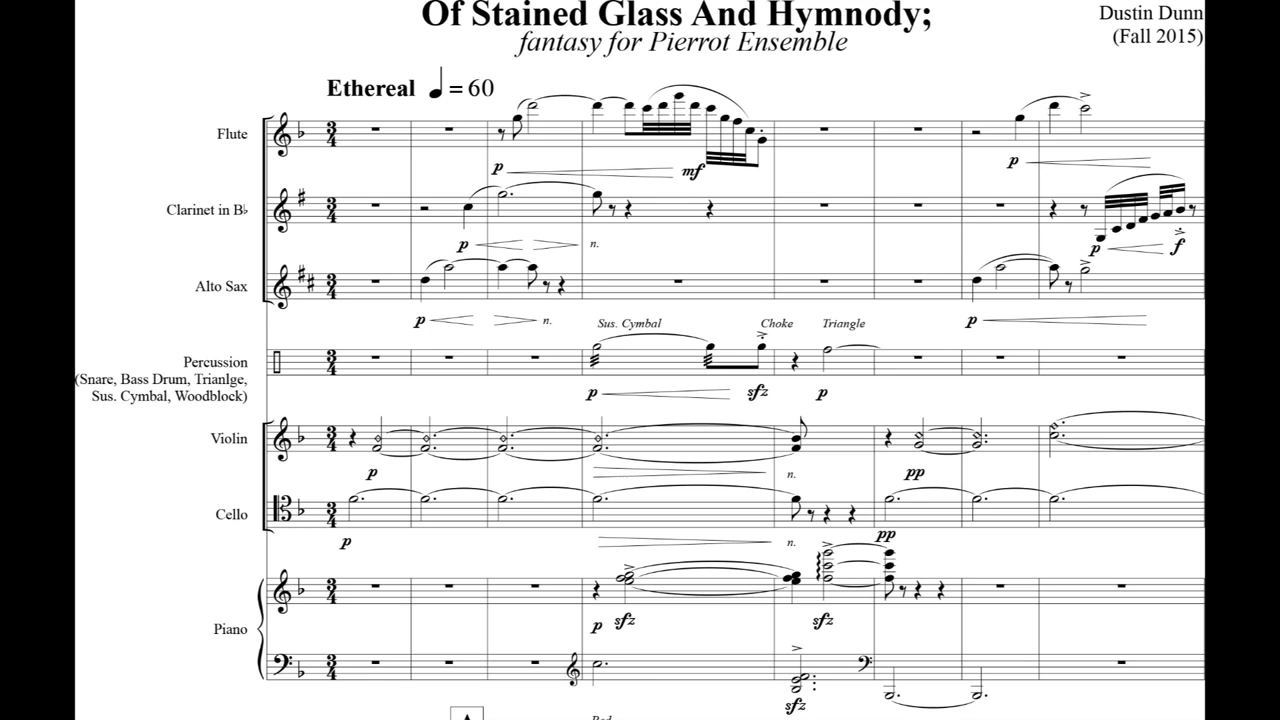 Of Stained Glass And Hymnody;
fantasy for Pierrot Ensemble
Dustin Dunn
(Fall 2015)
Ethereal ♩ = 60
Flute
p mf p
Clarinet in B♭
p n. p f
Alto Sax
p n. p
Sus. Cymbal Choke Triangle
Percussion
(Snare, Bass Drum, Trianlge,
Sus. Cymbal, Woodblock)
p sfz p
Violin
p n. pp
Cello
p n. pp
Piano
p sfz sfz
sfz